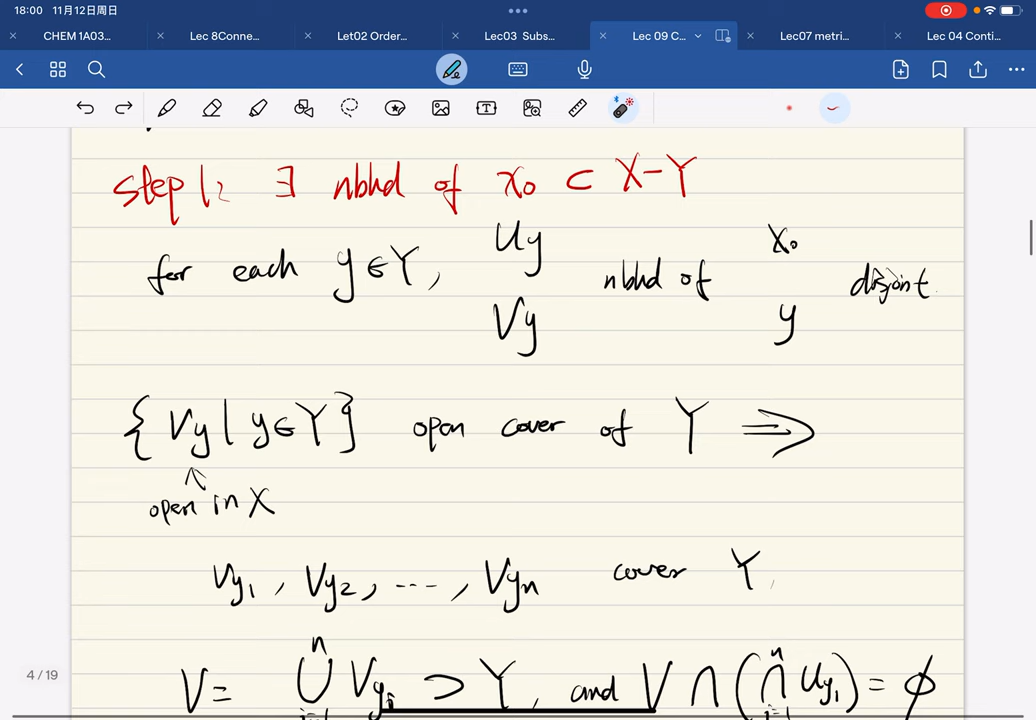 18:00 11月12日周日
CHEM 1A03...
Lec 8Conne...
Let02 Order...
Lec03 Subs...
Lec 09 C...
Lec07 metri...
Lec 04 Conti...
step 1: ∃ nbhd of x₀ ⊂ X-Y
for each y∈Y, Uy nbhd of x₀ disjoint.
Vy y
{Vy | y∈Y} open cover of Y ⇒
↑
open in X
Vy₁, Vy₂, ..., Vyn cover Y.
4 / 19
V = ⋃ⁿ Vyᵢ ⊃ Y, and V ∩ (⋂ⁿ Uy₁) = ∅